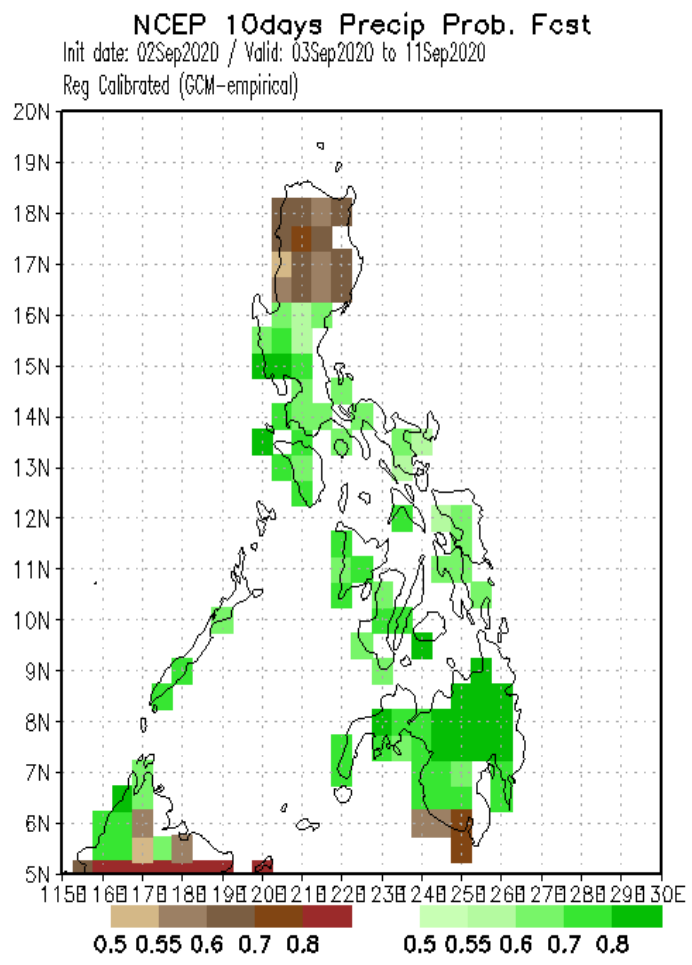 NCEP 10days Precip Prob. Fcst
Init date: 02Sep2020 / Valid: 03Sep2020 to 11Sep2020
Reg Calibrated (GCM-empirical)
20N
19N
18N
17N
16N
15N
14N
13N
12N
11N
10N
9N
8N
7N
6N
5N
115E 116E 117E 118E 119E 120E 121E 122E 123E 124E 125E 126E 127E 128E 129E 130E
0.5 0.55 0.6 0.7 0.8 0.5 0.55 0.6 0.7 0.8